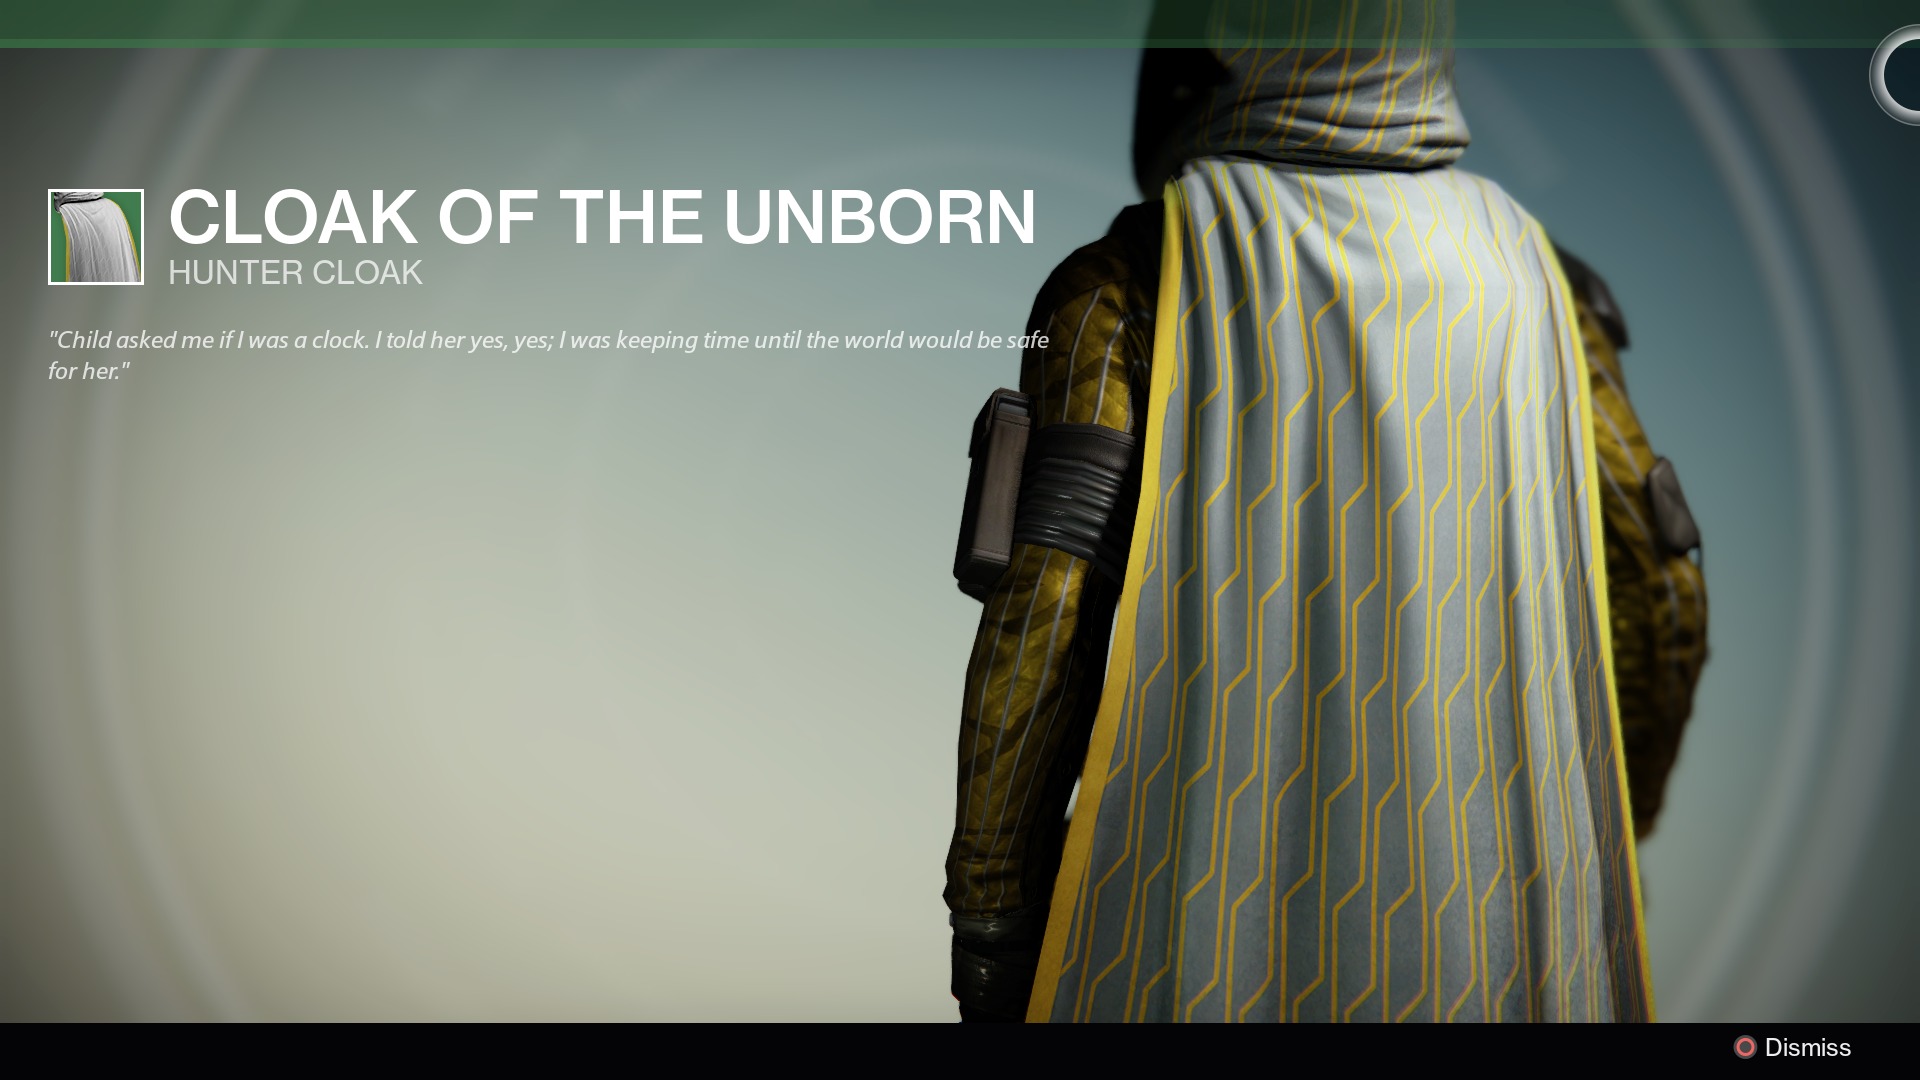 CLOAK OF THE UNBORN
HUNTER CLOAK
"Child asked me if I was a clock. I told her yes, yes; I was keeping time until the world would be safe
for her."
Dismiss